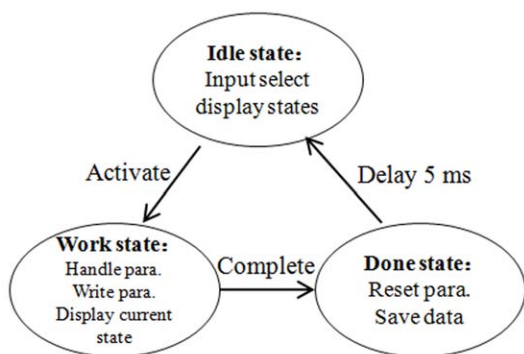 Idle state:
Input select
display states
Activate
Delay 5 ms
Work state:
Handle para.
Write para.
Display current
state
Complete
Done state:
Reset para.
Save data